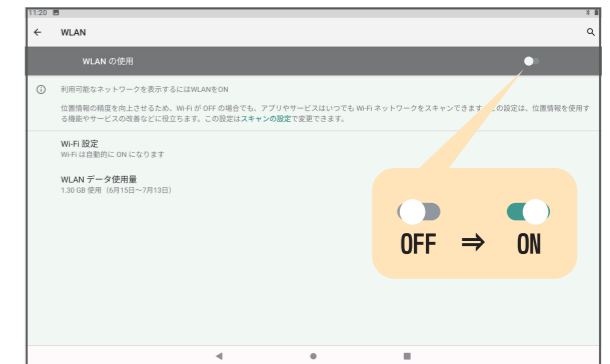 11:20
WLAN
WLAN の使用
利用可能なネットワークを表示するにはWLANをON
位置情報の精度を向上させるため、Wi-Fi が OFF の場合でも、アプリやサービスはいつでも Wi-Fi ネットワークをスキャンできます。この設定は、位置情報を使用す
る機能やサービスの改善などに役立ちます。この設定はスキャンの設定で変更できます。
Wi-Fi 設定
Wi-Fi は自動的に ON になります
WLAN データ使用量
1.30 GB 使用（6月15日～7月13日）
OFF ⇒ ON